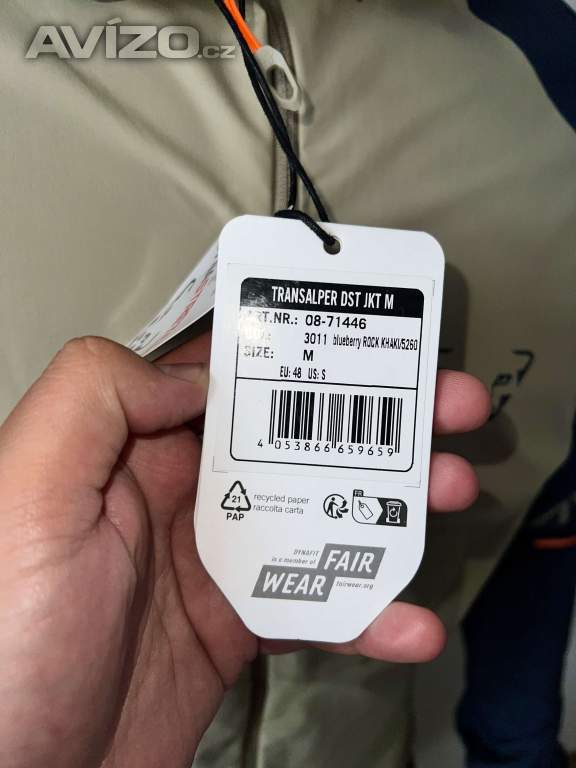 AVÍZO.cz
TRANSALPER DST JKT M
ART.NR.: 08-71446
3011 blueberry ROCK KHAKI/5260
SIZE: M
EU: 48 US: S
4 053866 659659
21
PAP
recycled paper
raccolta carta
FR
DYNAFIT
is a member of
FAIR
WEAR
fairwear.org